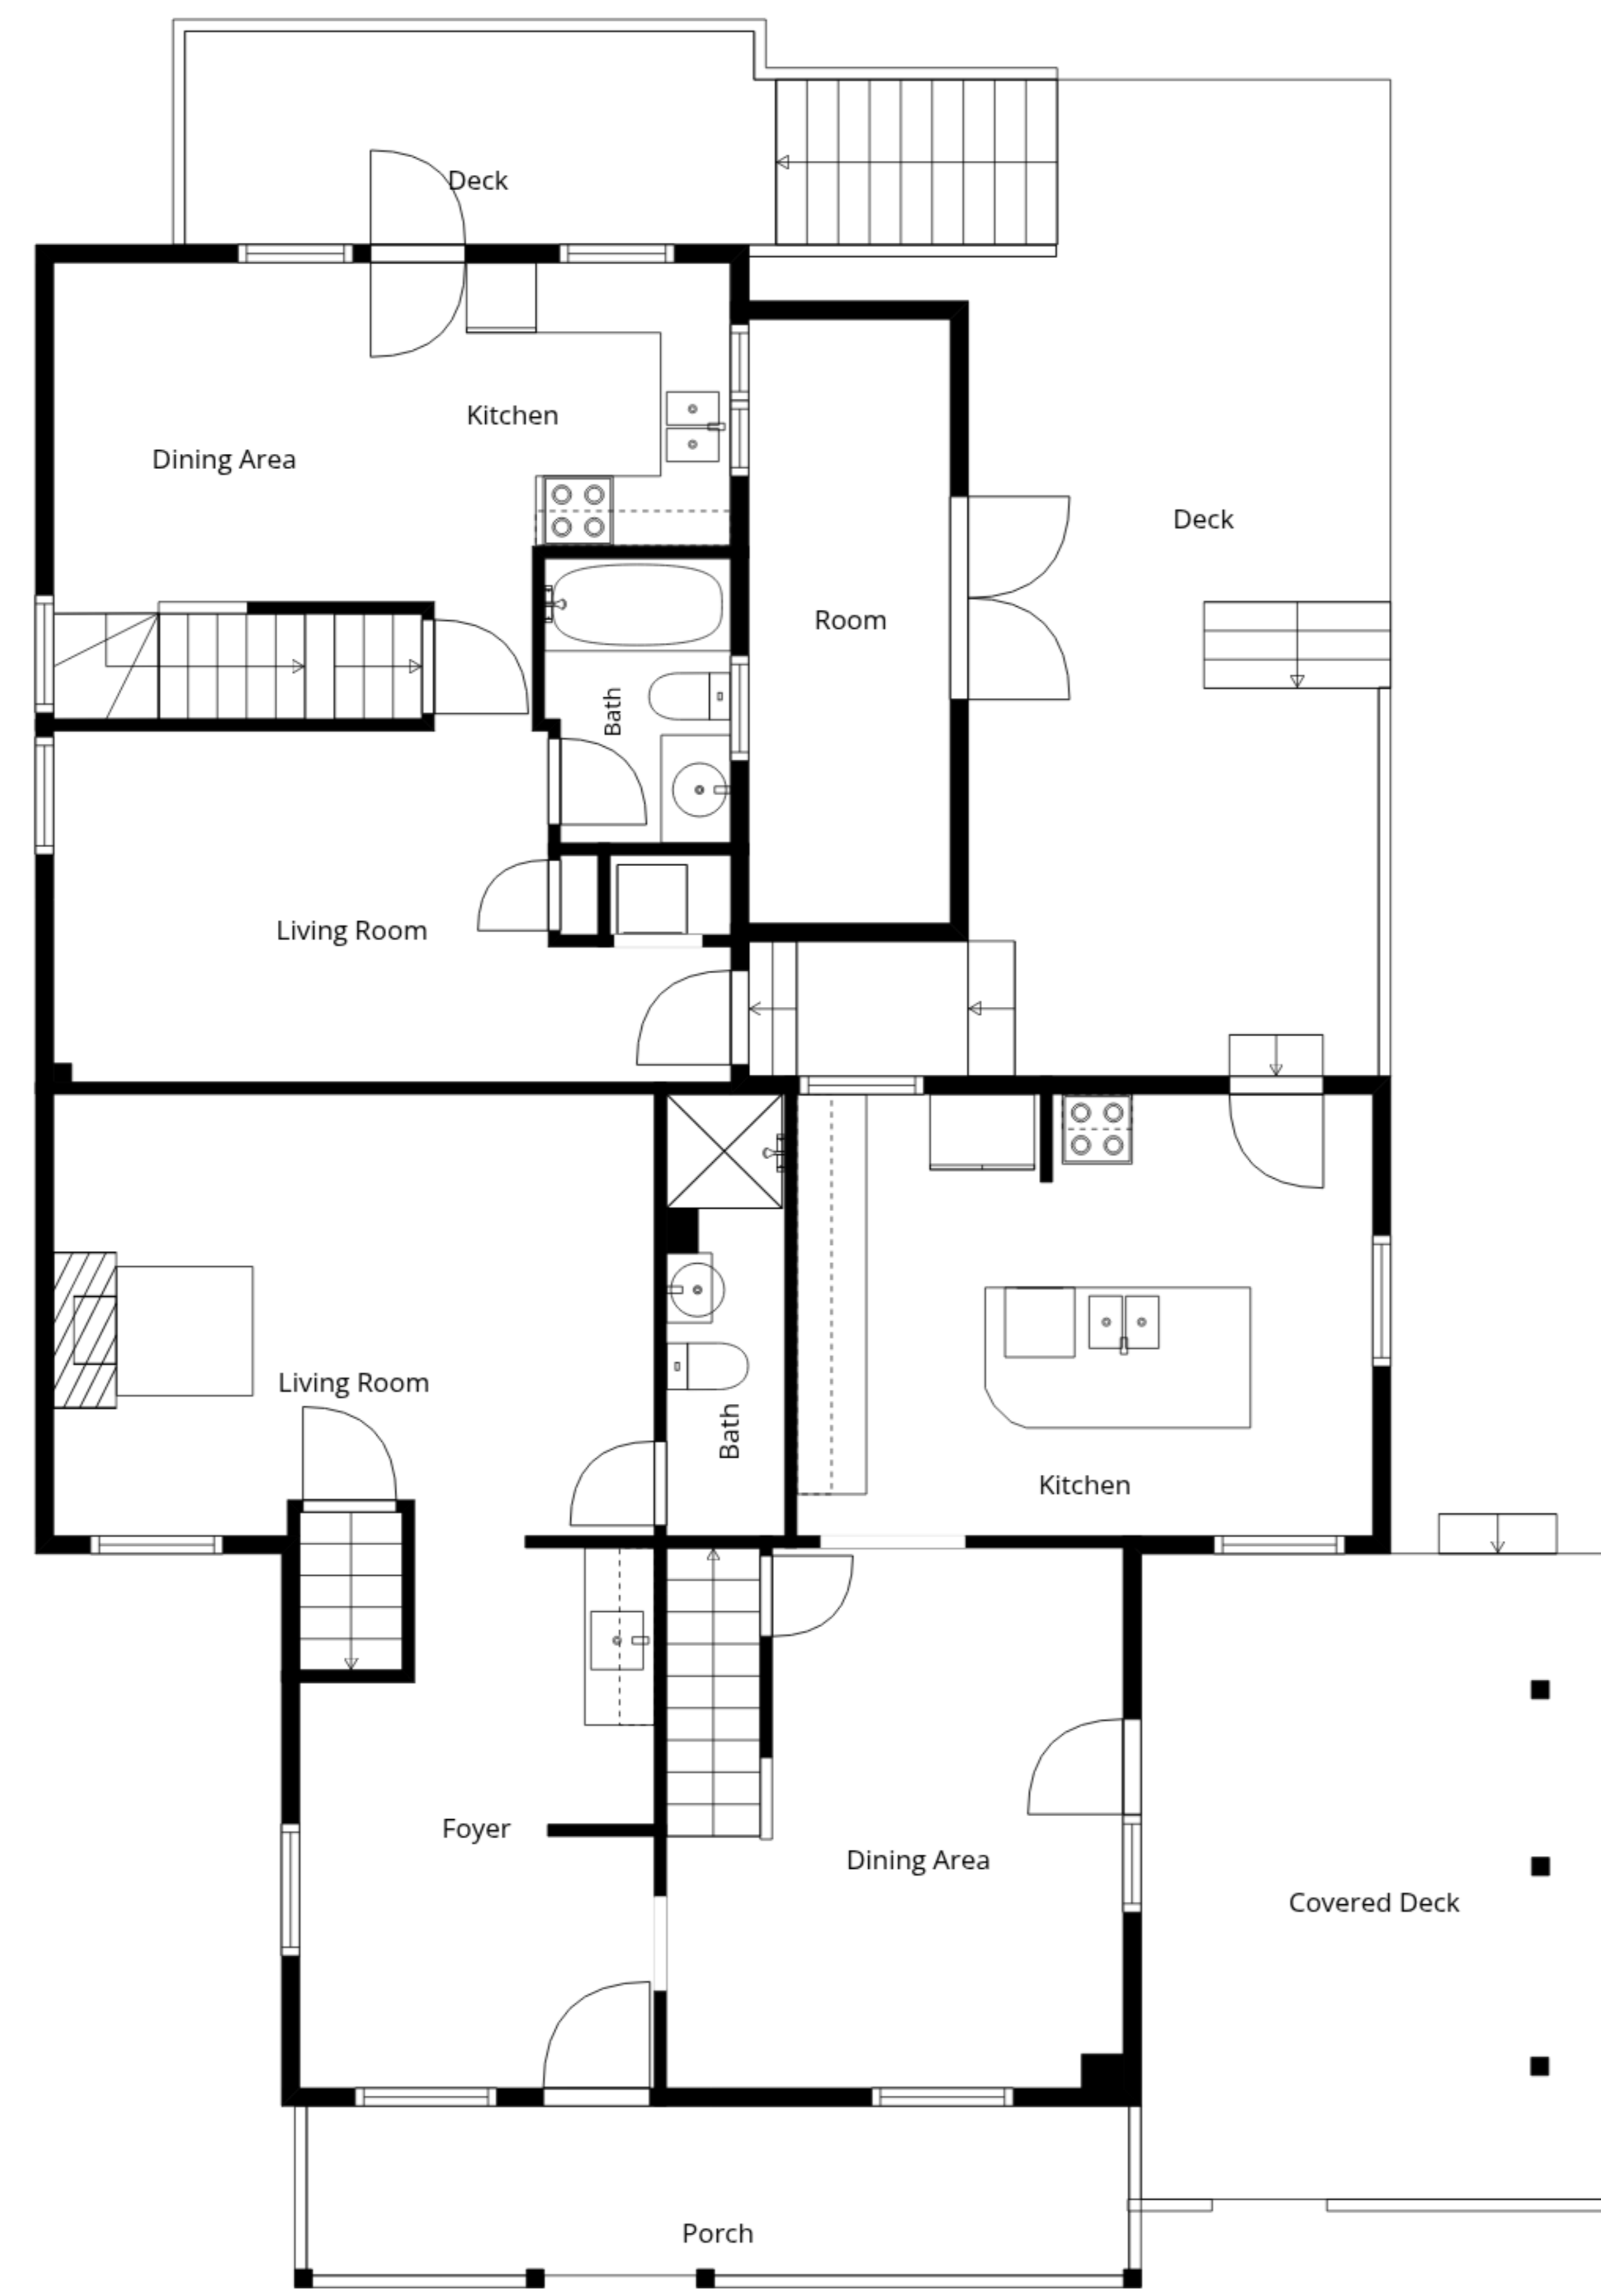 Deck
Kitchen
Dining Area
Deck
Room
Bath
Living Room
Living Room
Bath
Kitchen
Foyer
Dining Area
Covered Deck
Porch